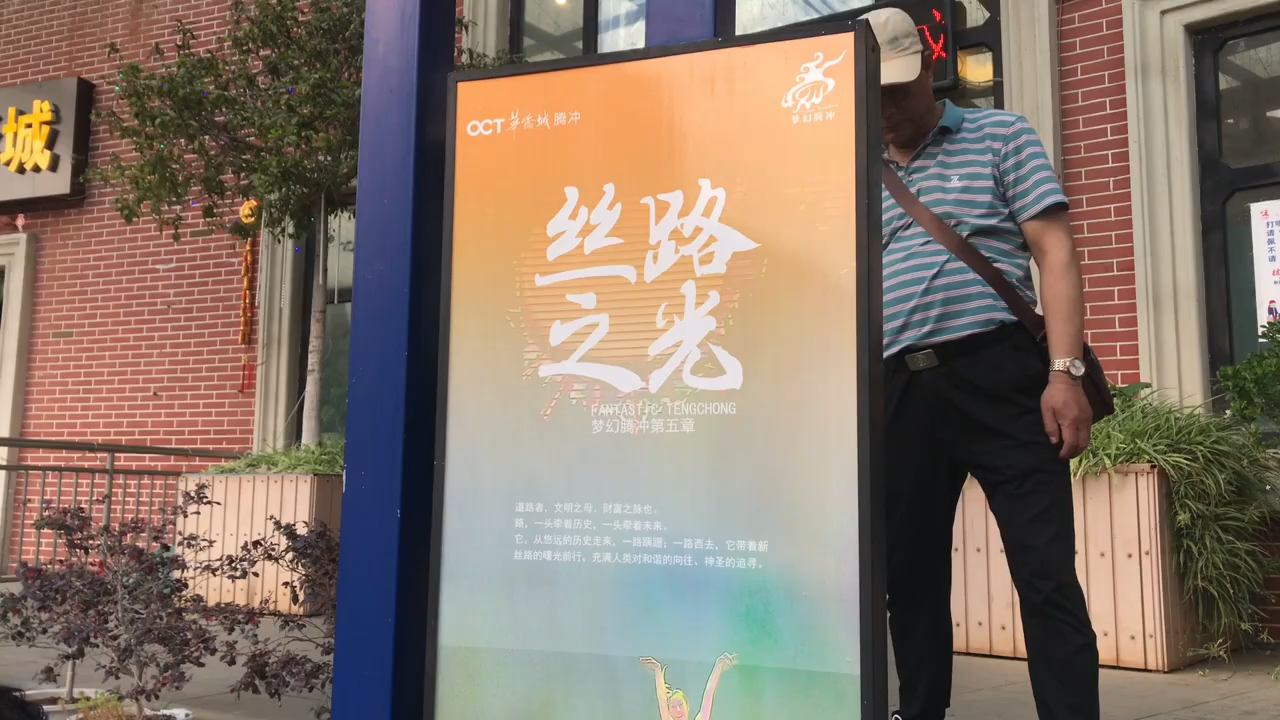 城
OCT 华侨城 腾冲
梦幻腾冲
丝路
之光
FANTASTIC TENGCHONG
梦幻腾冲第五章
道路者，文明之母，财富之脉也。
路，一头牵着历史，一头牵着未来。
它，从悠远的历史走来，一路蹒跚；一路西去，它带着新
丝路的曙光前行，充满人类对和谐的向往、神圣的追寻。